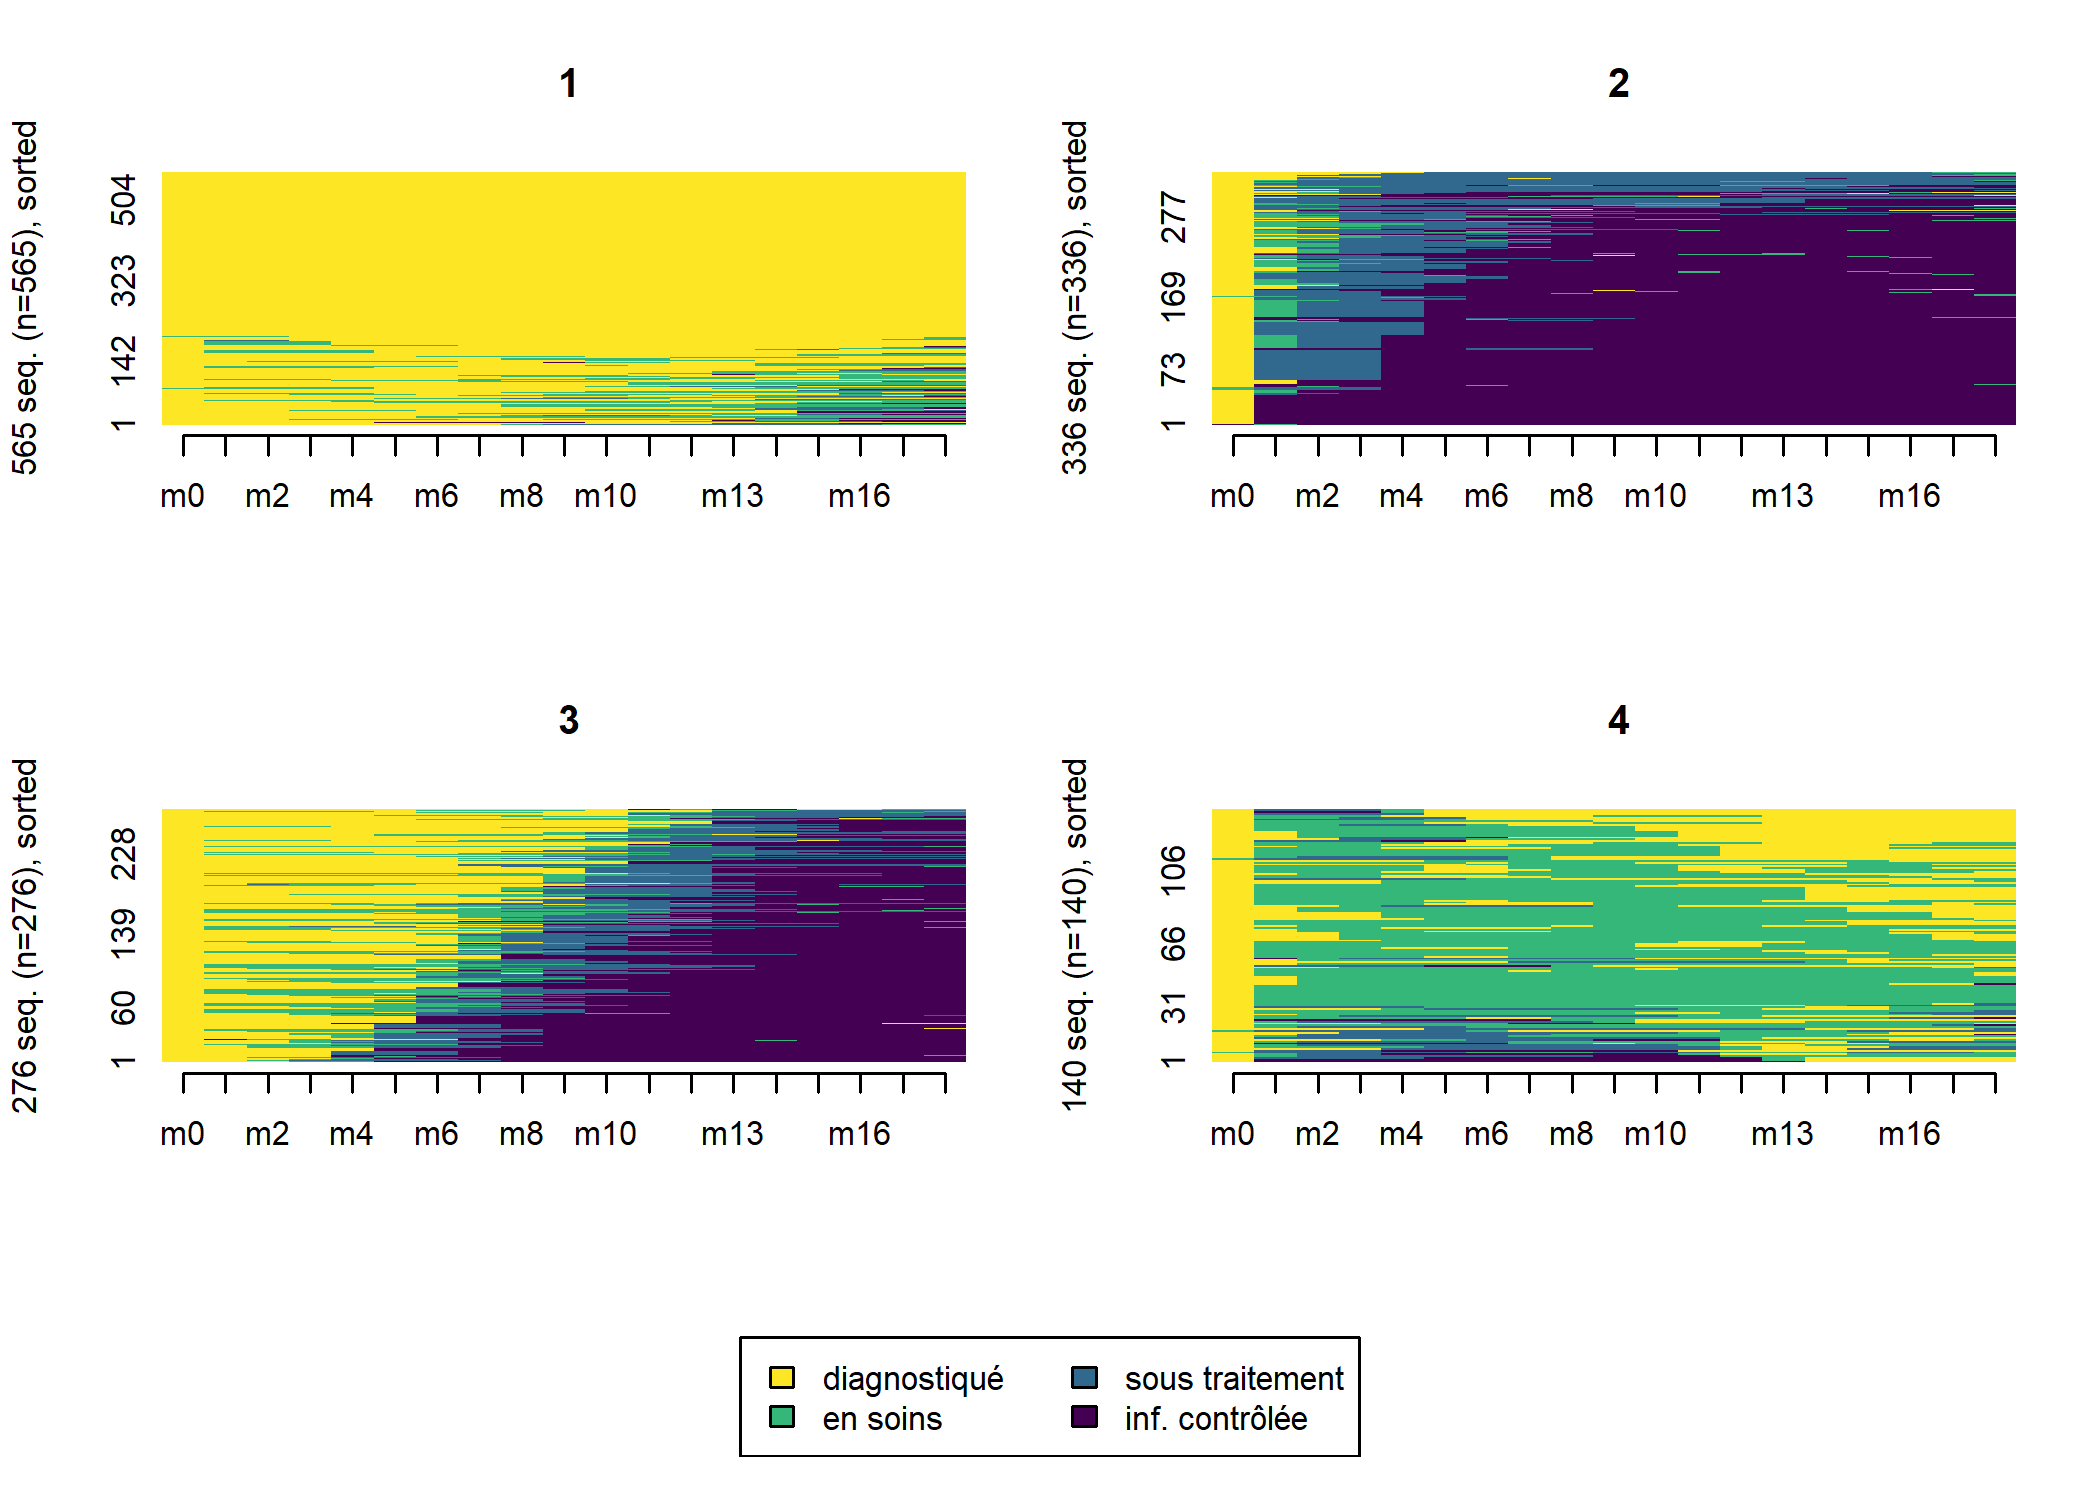 1
565 seq. (n=565), sorted
504
323
142
1
m0 m2 m4 m6 m8 m10 m13 m16
2
336 seq. (n=336), sorted
277
169
73
1
m0 m2 m4 m6 m8 m10 m13 m16
3
276 seq. (n=276), sorted
228
139
60
1
m0 m2 m4 m6 m8 m10 m13 m16
4
140 seq. (n=140), sorted
106
66
31
1
m0 m2 m4 m6 m8 m10 m13 m16
diagnostiqué sous traitement
en soins inf. contrôlée